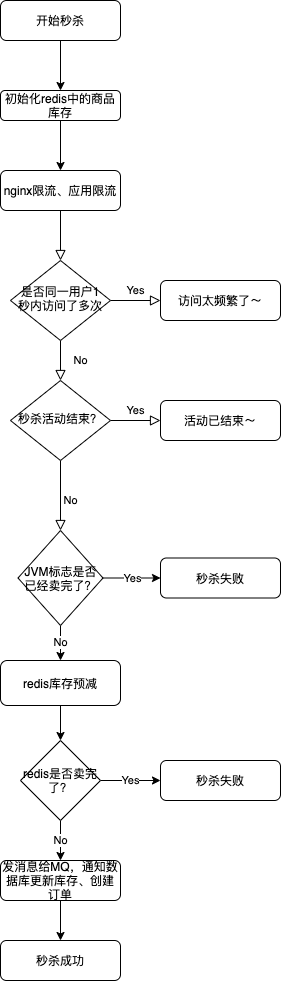 开始秒杀
初始化redis中的商品
库存
nginx限流、应用限流
是否同一用户1
秒内访问了多次
Yes
访问太频繁了～
No
秒杀活动结束?
Yes
活动已结束～
No
JVM标志是否
已经卖完了?
Yes
秒杀失败
No
redis库存预减
redis是否卖完
了?
Yes
秒杀失败
No
发消息给MQ，通知数
据库更新库存、创建
订单
秒杀成功